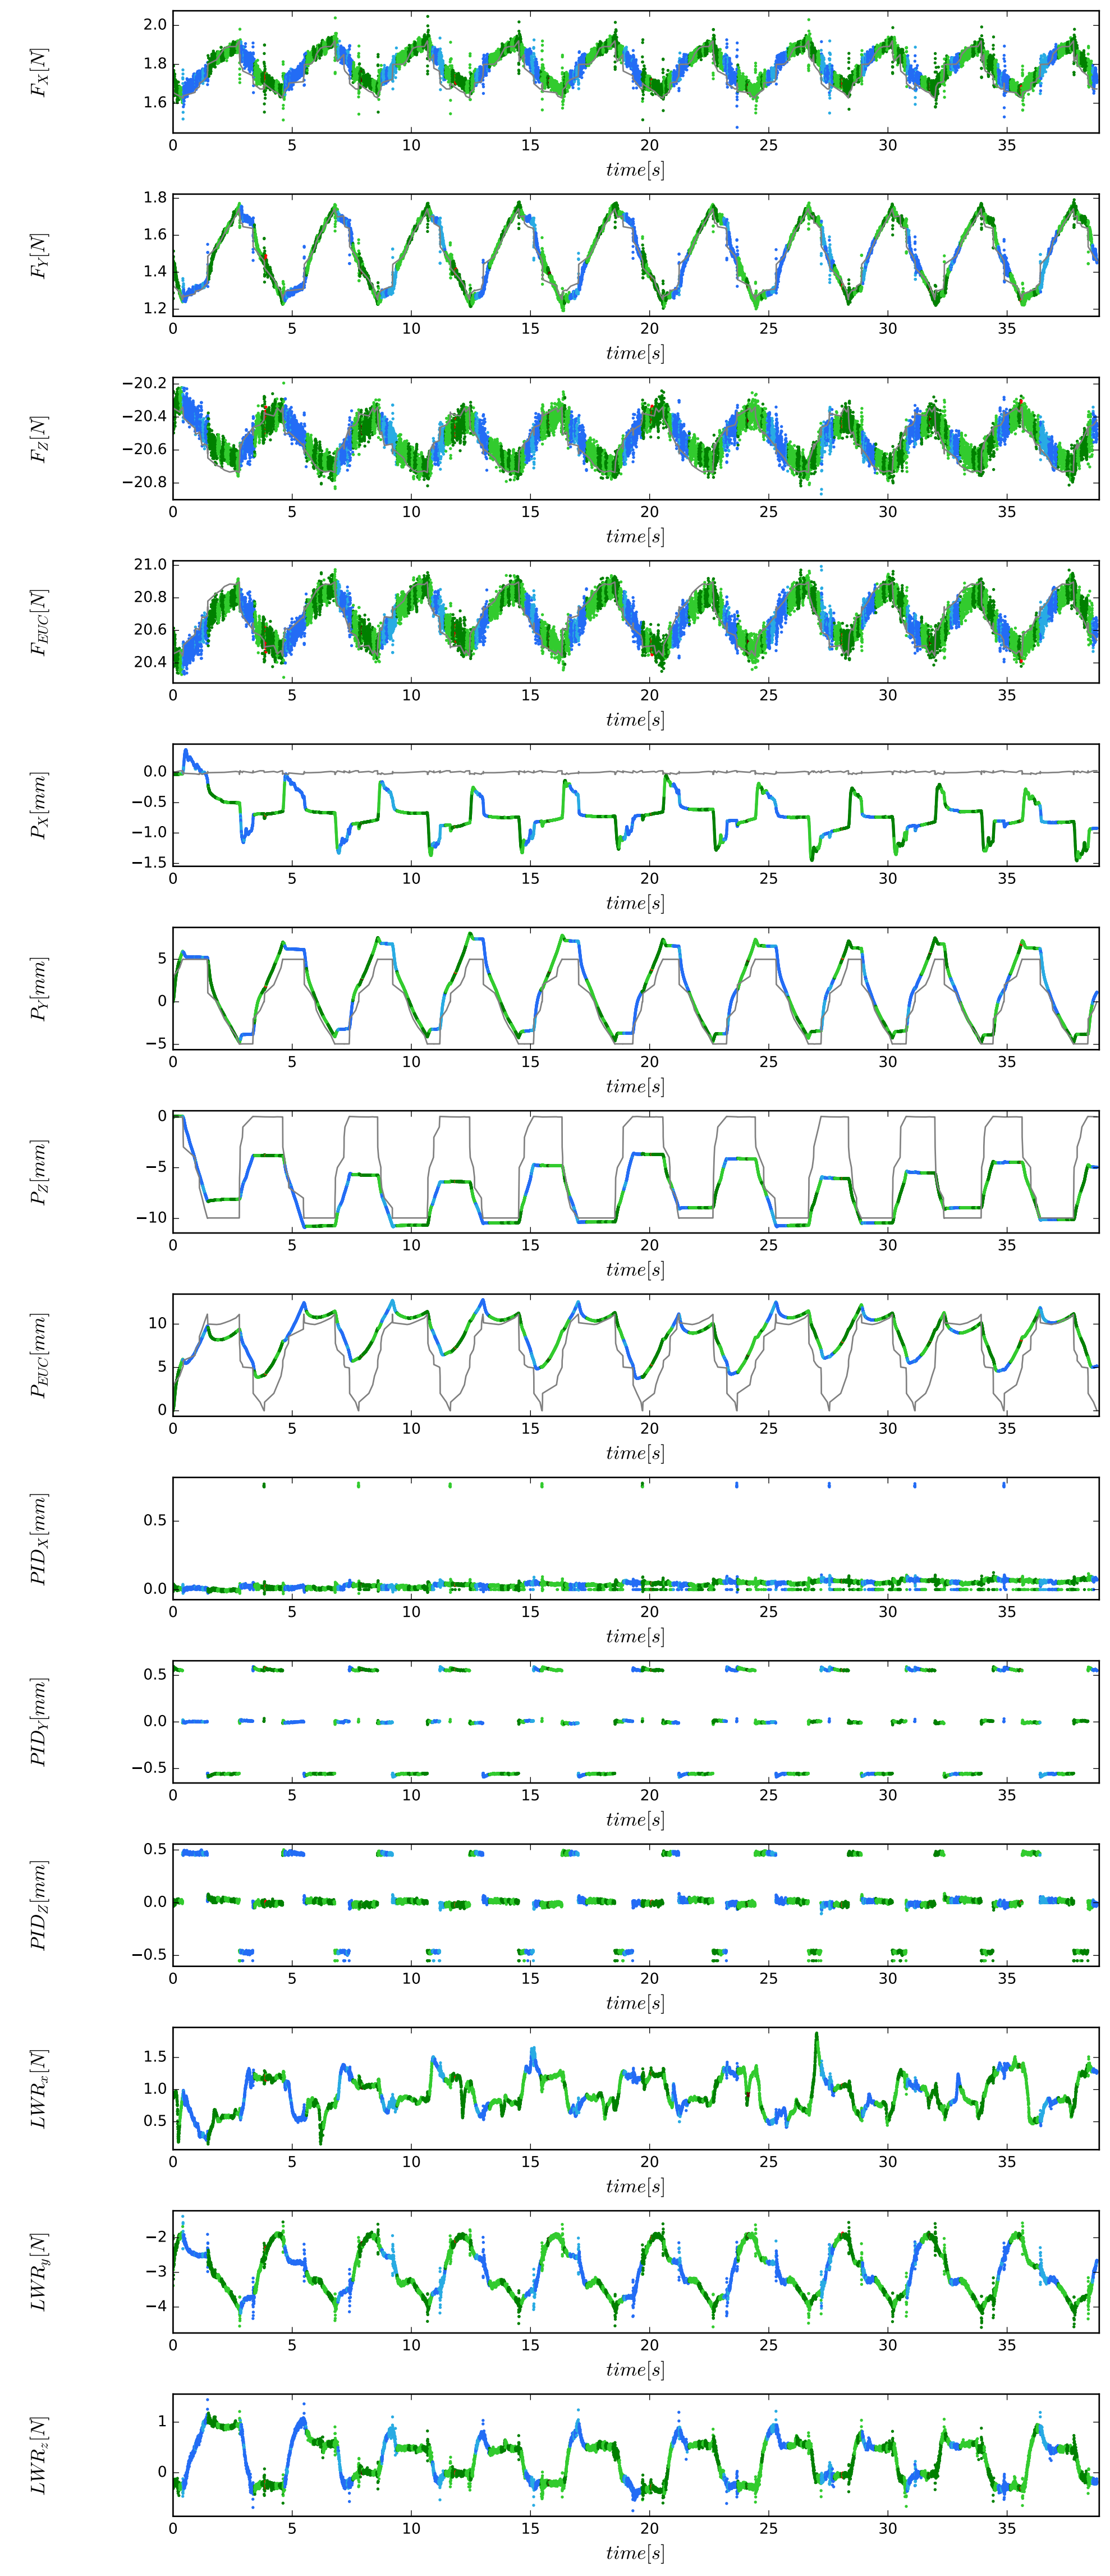 F_X[N]
2.0
1.8
1.6
0 5 10 15 20 25 30 35
time[s]
F_Y[N]
1.8
1.6
1.4
1.2
0 5 10 15 20 25 30 35
time[s]
F_Z[N]
−20.2
−20.4
−20.6
−20.8
0 5 10 15 20 25 30 35
time[s]
F_EUC[N]
21.0
20.8
20.6
20.4
0 5 10 15 20 25 30 35
time[s]
P_X[mm]
0.0
−0.5
−1.0
−1.5
0 5 10 15 20 25 30 35
time[s]
P_Y[mm]
5
0
−5
0 5 10 15 20 25 30 35
time[s]
P_Z[mm]
0
−5
−10
0 5 10 15 20 25 30 35
time[s]
P_EUC[mm]
10
5
0
0 5 10 15 20 25 30 35
time[s]
PID_X[mm]
0.5
0.0
0 5 10 15 20 25 30 35
time[s]
PID_Y[mm]
0.5
0.0
−0.5
0 5 10 15 20 25 30 35
time[s]
PID_Z[mm]
0.5
0.0
−0.5
0 5 10 15 20 25 30 35
time[s]
LWR_x[N]
1.5
1.0
0.5
0 5 10 15 20 25 30 35
time[s]
LWR_y[N]
−2
−3
−4
0 5 10 15 20 25 30 35
time[s]
LWR_z[N]
1
0
0 5 10 15 20 25 30 35
time[s]